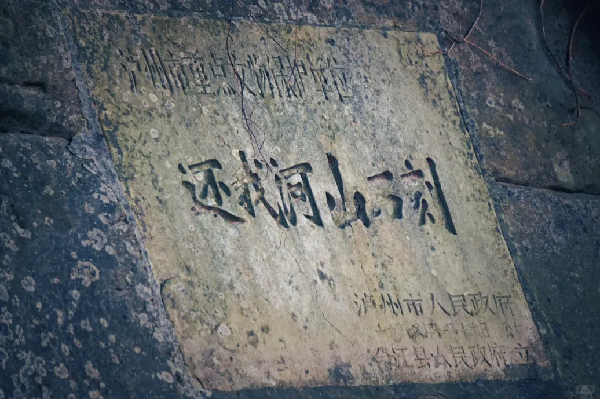 泸州市重点文物保护单位
还我河山石刻
泸州市人民政府
合江县人民政府立